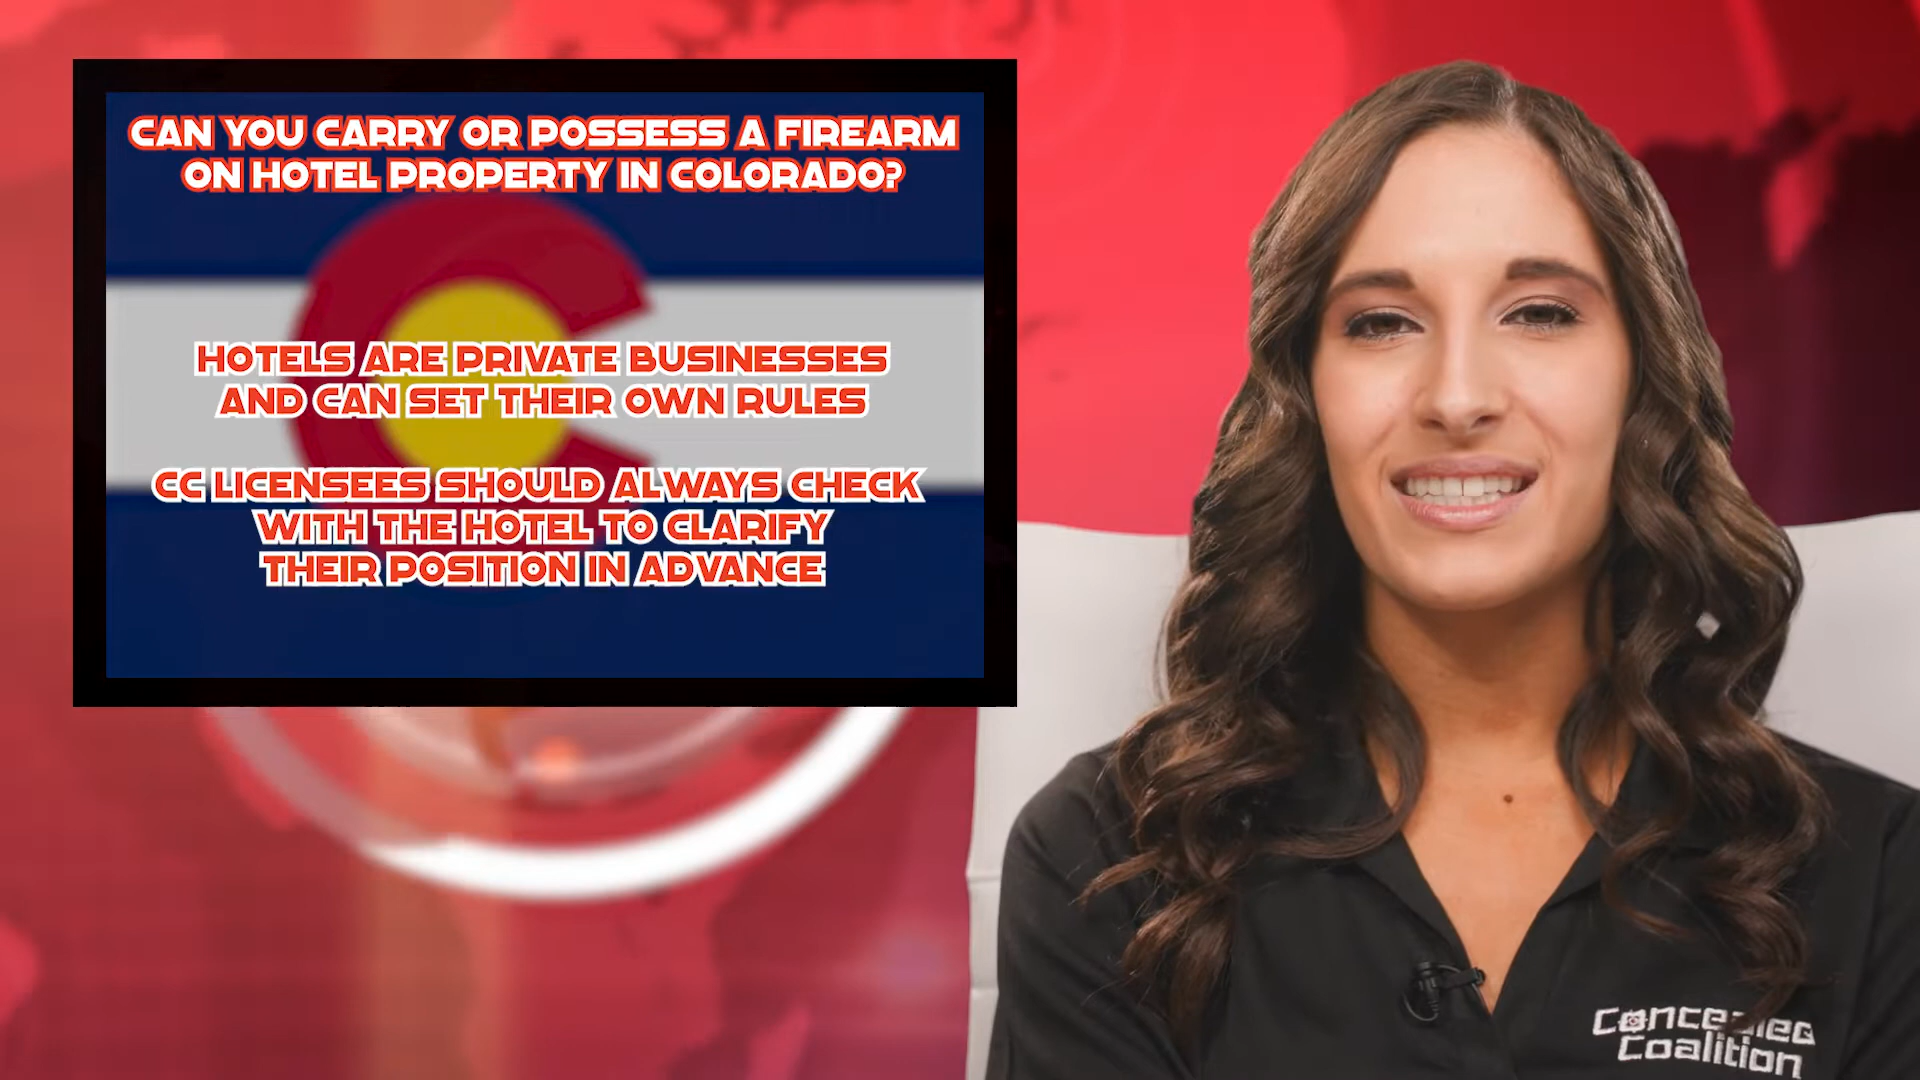 CAN YOU CARRY OR POSSESS A FIREARM
ON HOTEL PROPERTY IN COLORADO?
HOTELS ARE PRIVATE BUSINESSES
AND CAN SET THEIR OWN RULES
CC LICENSEES SHOULD ALWAYS CHECK
WITH THE HOTEL TO CLARIFY
THEIR POSITION IN ADVANCE
Concealed
Coalition